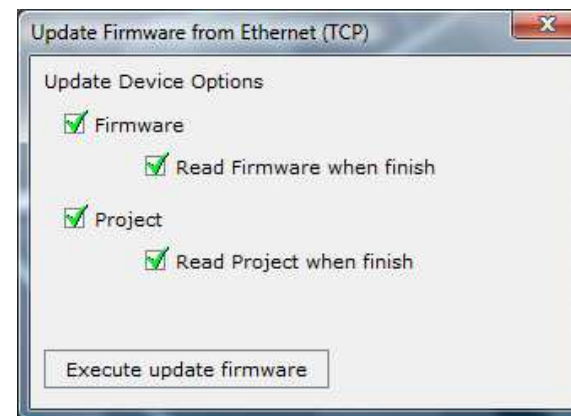 Update Firmware from Ethernet (TCP)
Update Device Options
Firmware
Read Firmware when finish
Project
Read Project when finish
Execute update firmware